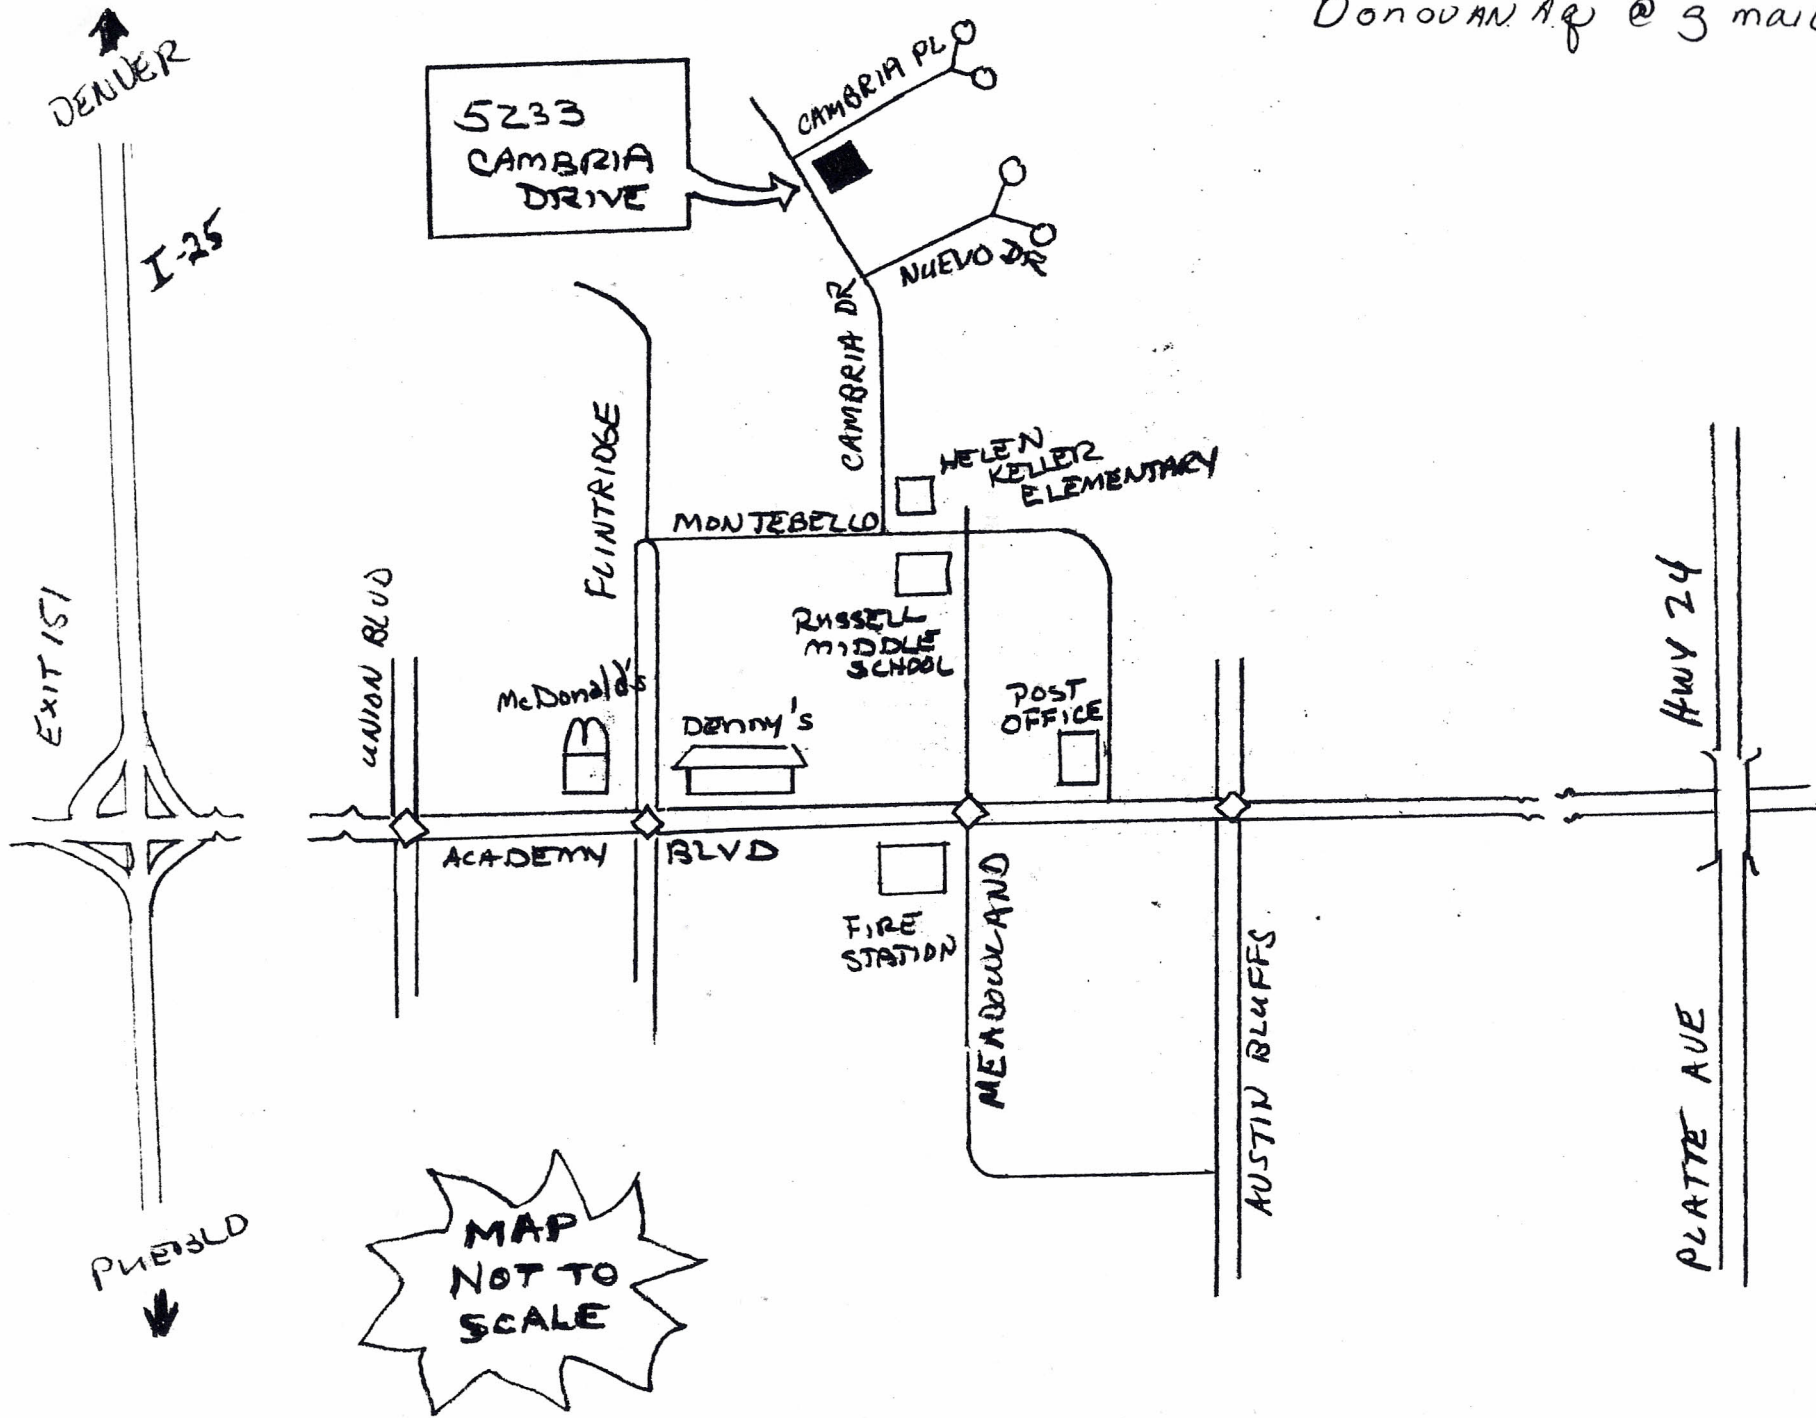 DONOVAN.AQ @ gmail
DENVER
I-25
5233
CAMBRIA
DRIVE
CAMBRIA PL
NUEVO DR
CAMBRIA DR
FLINTRIDGE
MONTEBELLO
HELEN
KELLER
ELEMENTARY
RUSSELL
MIDDLE
SCHOOL
EXIT 151
UNION BLVD
McDonald's
DENNY'S
POST
OFFICE
HWY 24
ACADEMY BLVD
FIRE
STATION
MEADOWLAND
AUSTIN BLUFFS
PLATTE AVE
PUEBLO
MAP
NOT TO
SCALE